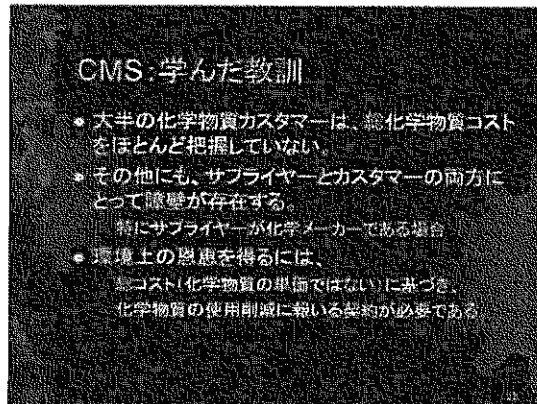 CMS:学んだ教訓
大半の化学物質カスタマーは、総化学物質コスト
をほとんど把握していない。
その他にも、サプライヤーとカスタマーの両方に
とって障壁が存在する。
特にサプライヤーが化学メーカーである場合
環境上の恩恵を得るには、
総コスト(化学物質の単価ではない)に基づき、
化学物質の使用削減に報いる契約が必要である